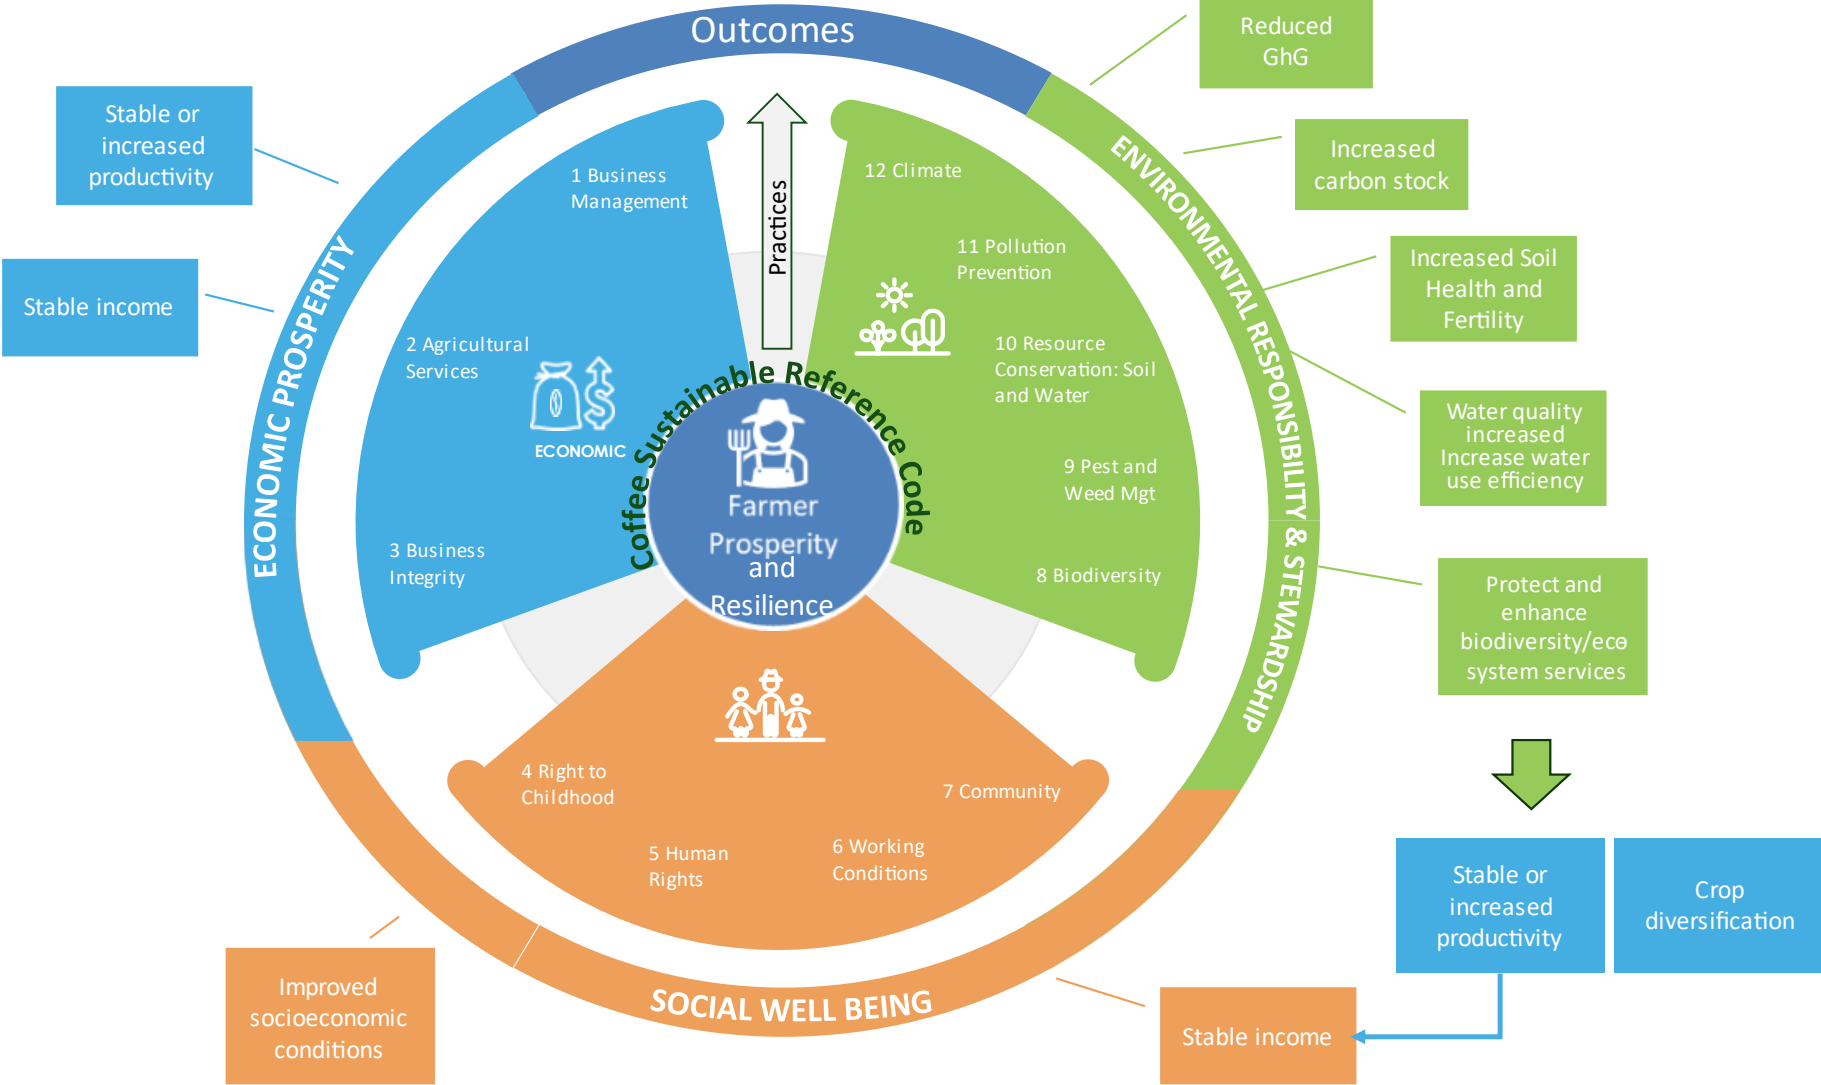 Outcomes
Practices
Coffee Sustainable Reference Code
Farmer
Prosperity
and
Resilience
ECONOMIC PROSPERITY
Stable or
increased
productivity
Stable income
1 Business
Management
2 Agricultural
Services
ECONOMIC
3 Business
Integrity
4 Right to
Childhood
5 Human
Rights
6 Working
Conditions
7 Community
SOCIAL WELL BEING
Improved
socioeconomic
conditions
Stable income
12 Climate
11 Pollution
Prevention
10 Resource
Conservation: Soil
and Water
9 Pest and
Weed Mgt
8 Biodiversity
ENVIRONMENTAL RESPONSIBILITY & STEWARDSHIP
Reduced
GhG
Increased
carbon stock
Increased Soil
Health and
Fertility
Water quality
increased
Increase water
use efficiency
Protect and
enhance
biodiversity/eco-
system services
Stable or
increased
productivity
Crop
diversification